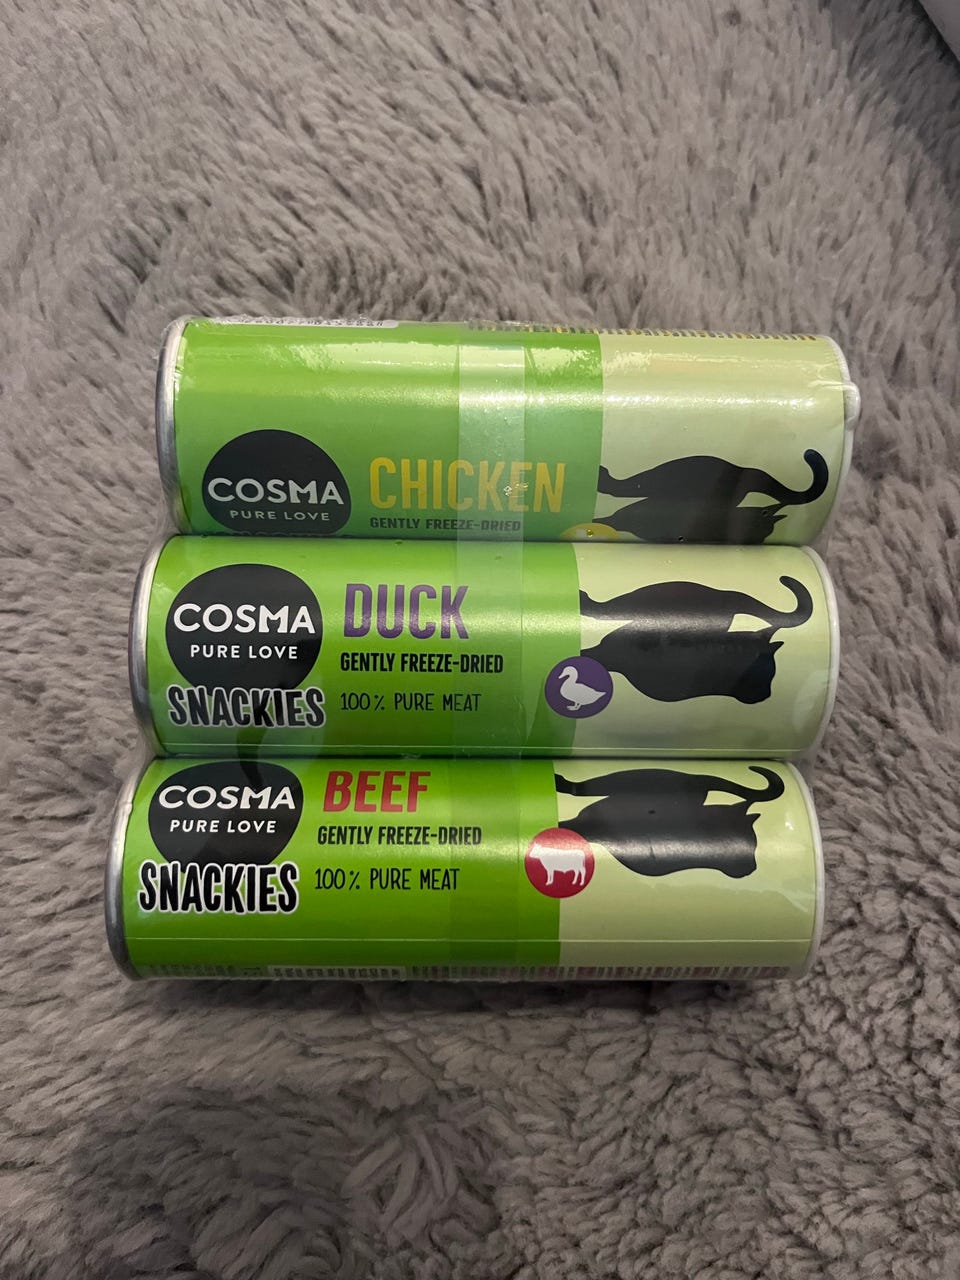 COSMA
PURE LOVE
CHICKEN
GENTLY FREEZE-DRIED
COSMA
PURE LOVE
SNACKIES
DUCK
GENTLY FREEZE-DRIED
100% PURE MEAT
COSMA
PURE LOVE
SNACKIES
BEEF
GENTLY FREEZE-DRIED
100% PURE MEAT